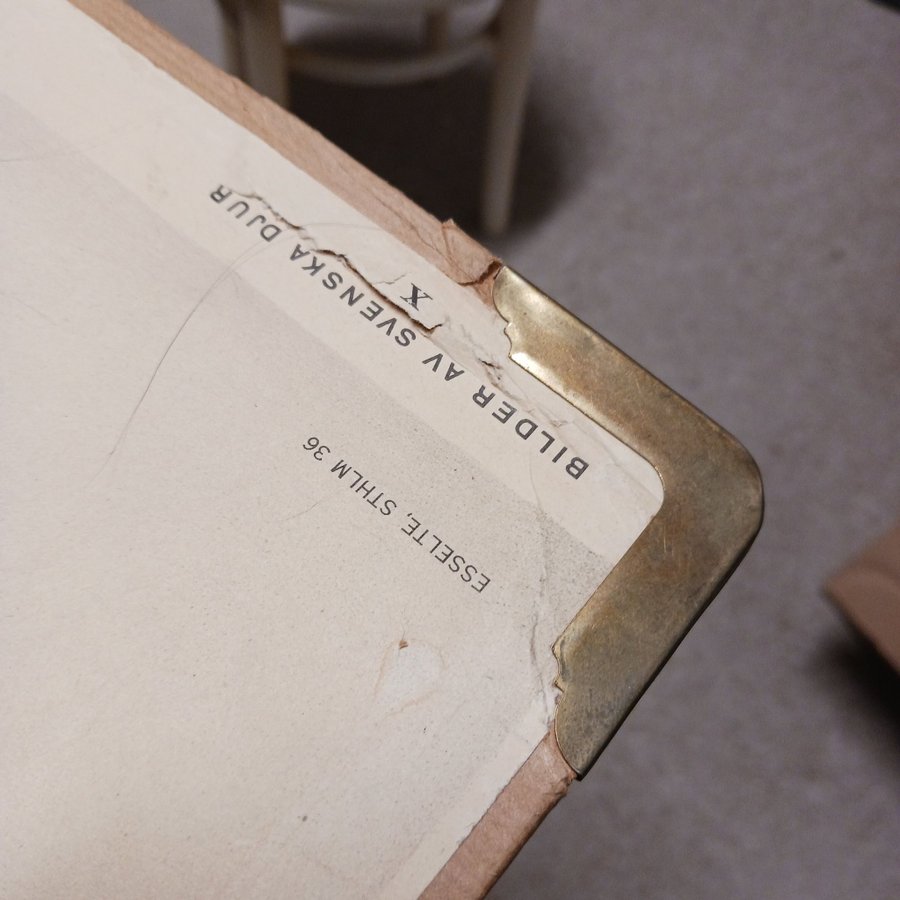 ESSELTE, STHLM 36
BILDER AV SVENSKA DJUR
X